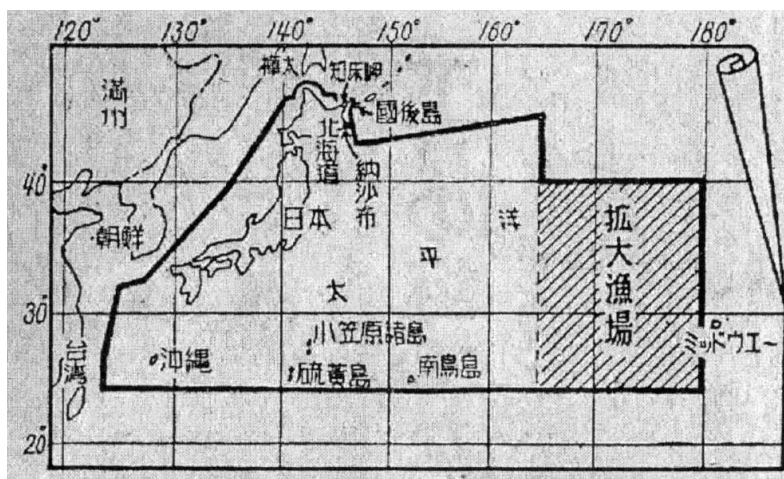 120° 130° 140° 150° 160° 170° 180°
満州
樺太
知床岬
國後島
北海道
納沙布
40°
朝鮮
日本
太平洋
拡大漁場
30°
台湾
沖縄
小笠原諸島
硫黄島
南鳥島
ミッドウエー
20°